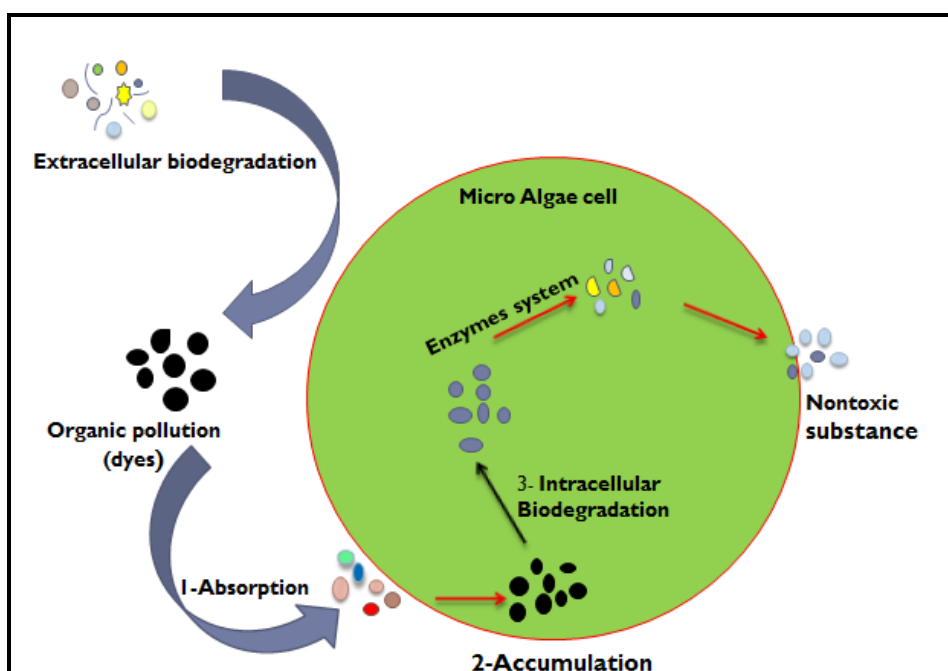 Extracellular biodegradation
Micro Algae cell
Enzymes system
Organic pollution
(dyes)
Nontoxic
substance
3- Intracellular
Biodegradation
1-Absorption
2-Accumulation